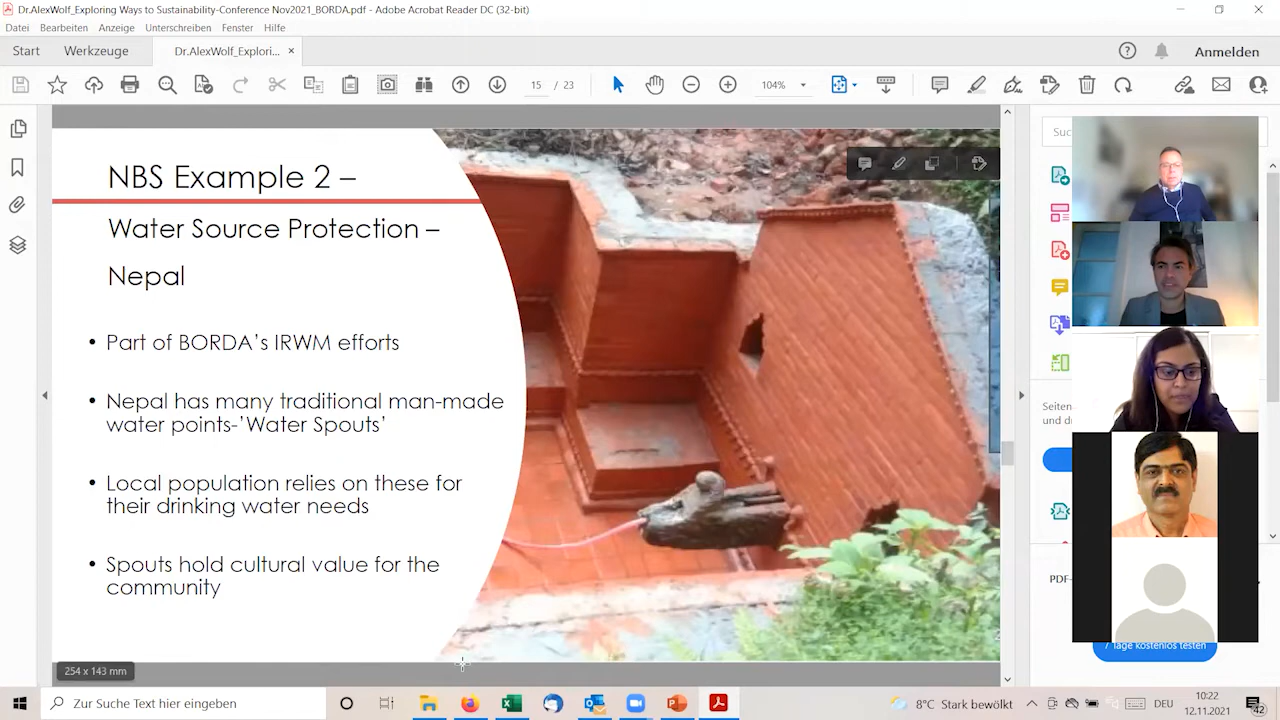 Dr.AlexWolf_Exploring Ways to Sustainability-Conference Nov2021_BORDA.pdf - Adobe Acrobat Reader DC (32-bit)
Datei Bearbeiten Anzeige Unterschreiben Fenster Hilfe
Start Werkzeuge Dr.AlexWolf_Explori... × Anmelden
15 / 23 104%
NBS Example 2 –
Water Source Protection –
Nepal
• Part of BORDA's IRWM efforts
• Nepal has many traditional man-made
water points-'Water Spouts'
• Local population relies on these for
their drinking water needs
• Spouts hold cultural value for the
community
Suc
Seiten
und dr
PDF-
7 Tage kostenlos testen
254 x 143 mm
Zur Suche Text hier eingeben
8°C Stark bewölkt
DEU
10:22
12.11.2021
42